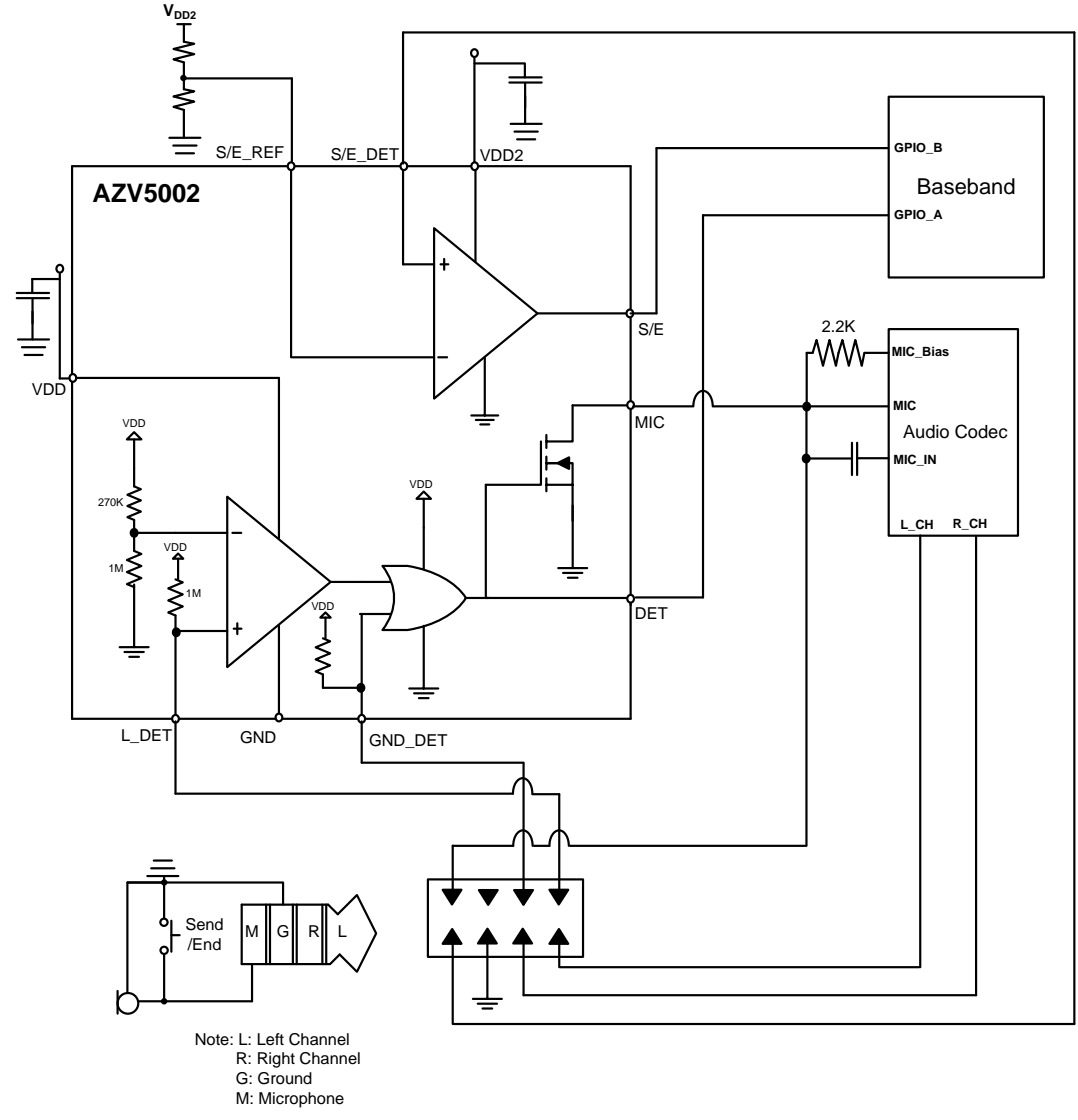 VDD2
S/E_REF
S/E_DET
VDD2
AZV5002
GPIO_B
Baseband
GPIO_A
+
−
S/E
2.2K
MIC_Bias
VDD
MIC
MIC
Audio Codec
MIC_IN
VDD
VDD
270K
−
L_CH R_CH
VDD
1M
1M
VDD
+
DET
L_DET
GND
GND_DET
Send
/End
M G R L
Note: L: Left Channel
R: Right Channel
G: Ground
M: Microphone